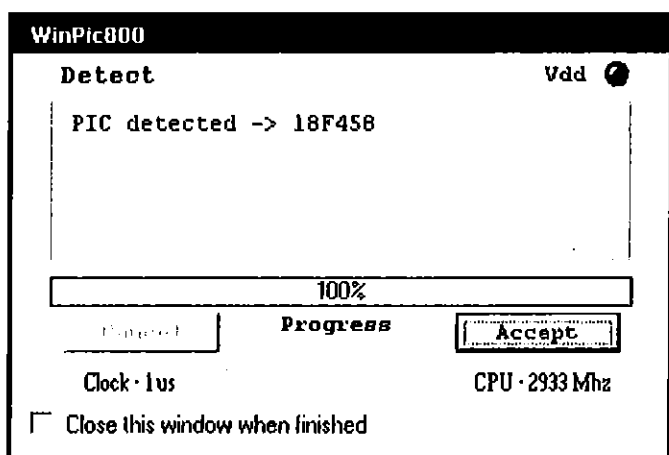 WinPic800
Detect Vdd
PIC detected -> 18F458
100%
Progress Accept
Clock · 1us CPU · 2933 Mhz
Close this window when finished